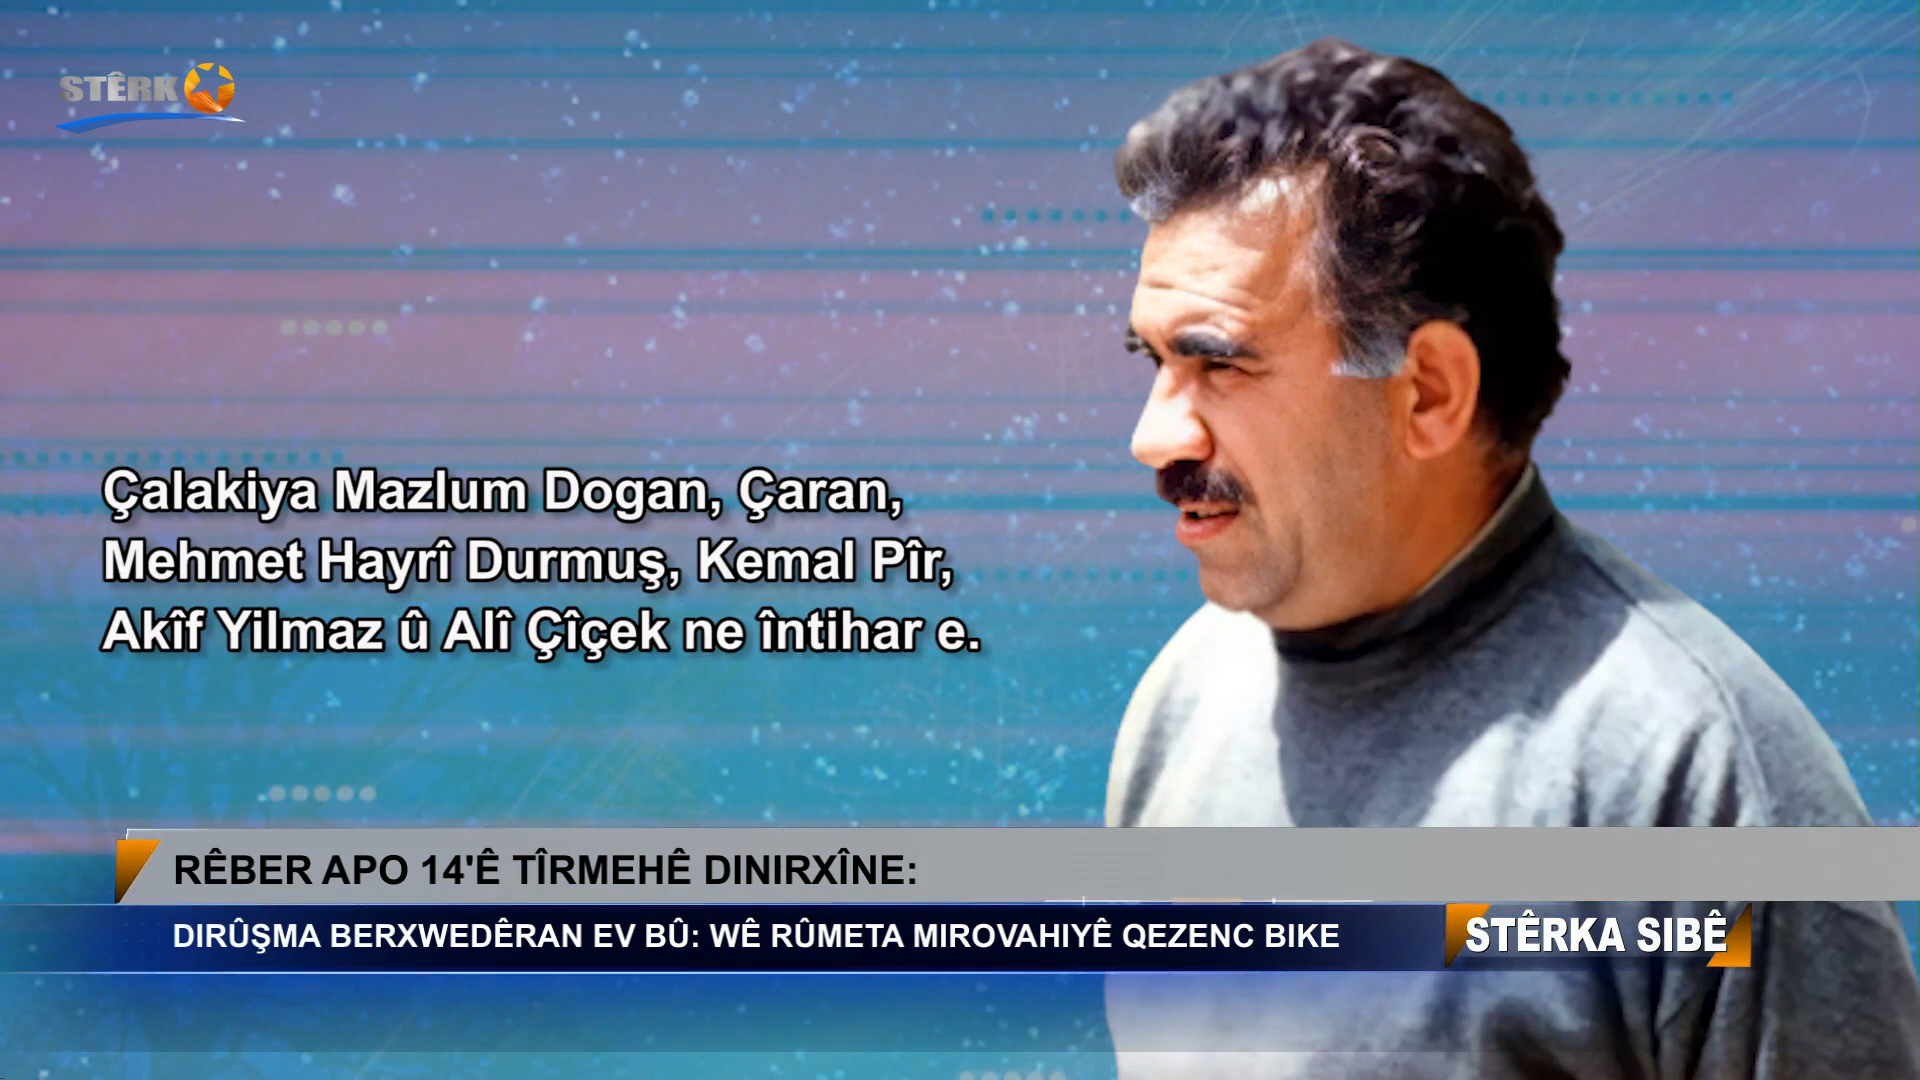 STÊRK
Çalakiya Mazlum Dogan, Çaran,
Mehmet Hayrî Durmuş, Kemal Pîr,
Akîf Yilmaz û Alî Çîçek ne întihar e.
RÊBER APO 14'Ê TÎRMEHÊ DINIRXÎNE:
DIRÛŞMA BERXWEDÊRAN EV BÛ: WÊ RÛMETA MIROVAHIYÊ QEZENC BIKE
STÊRKA SIBÊ